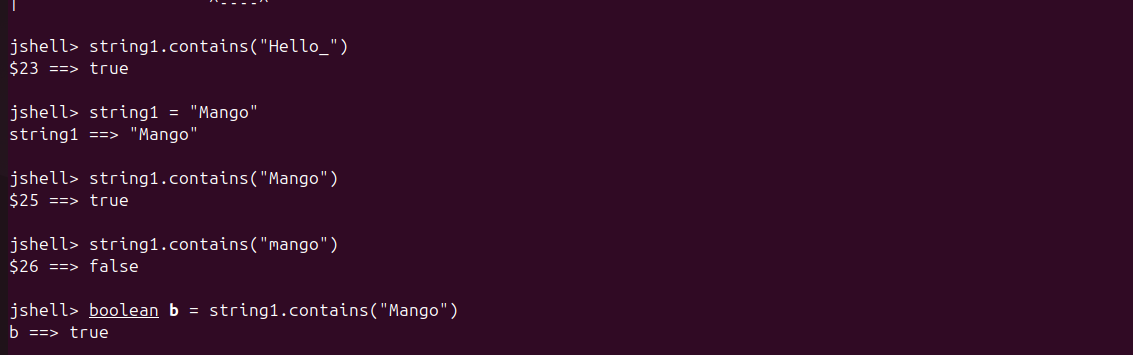 ^----^
jshell> string1.contains("Hello_")
$23 ==> true
jshell> string1 = "Mango"
string1 ==> "Mango"
jshell> string1.contains("Mango")
$25 ==> true
jshell> string1.contains("mango")
$26 ==> false
jshell> boolean b = string1.contains("Mango")
b ==> true